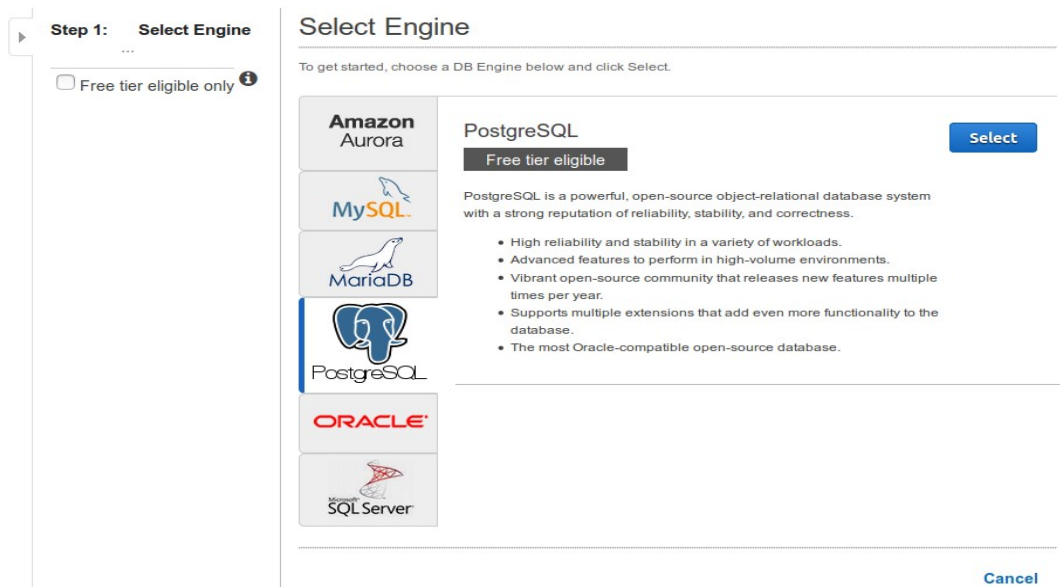 Step 1: Select Engine
...
Free tier eligible only
Select Engine
To get started, choose a DB Engine below and click Select.
Amazon
Aurora
MySQL
MariaDB
PostgreSQL
ORACLE
Microsoft
SQL Server
PostgreSQL
Select
Free tier eligible
PostgreSQL is a powerful, open-source object-relational database system
with a strong reputation of reliability, stability, and correctness.
• High reliability and stability in a variety of workloads.
• Advanced features to perform in high-volume environments.
• Vibrant open-source community that releases new features multiple
times per year.
• Supports multiple extensions that add even more functionality to the
database.
• The most Oracle-compatible open-source database.
Cancel